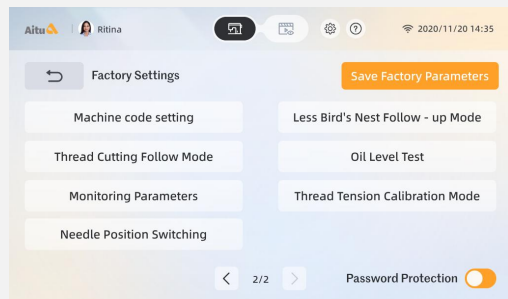 Aitu
Ritina
2020/11/20 14:35
Factory Settings
Save Factory Parameters
Machine code setting
Less Bird's Nest Follow - up Mode
Thread Cutting Follow Mode
Oil Level Test
Monitoring Parameters
Thread Tension Calibration Mode
Needle Position Switching
2/2
Password Protection